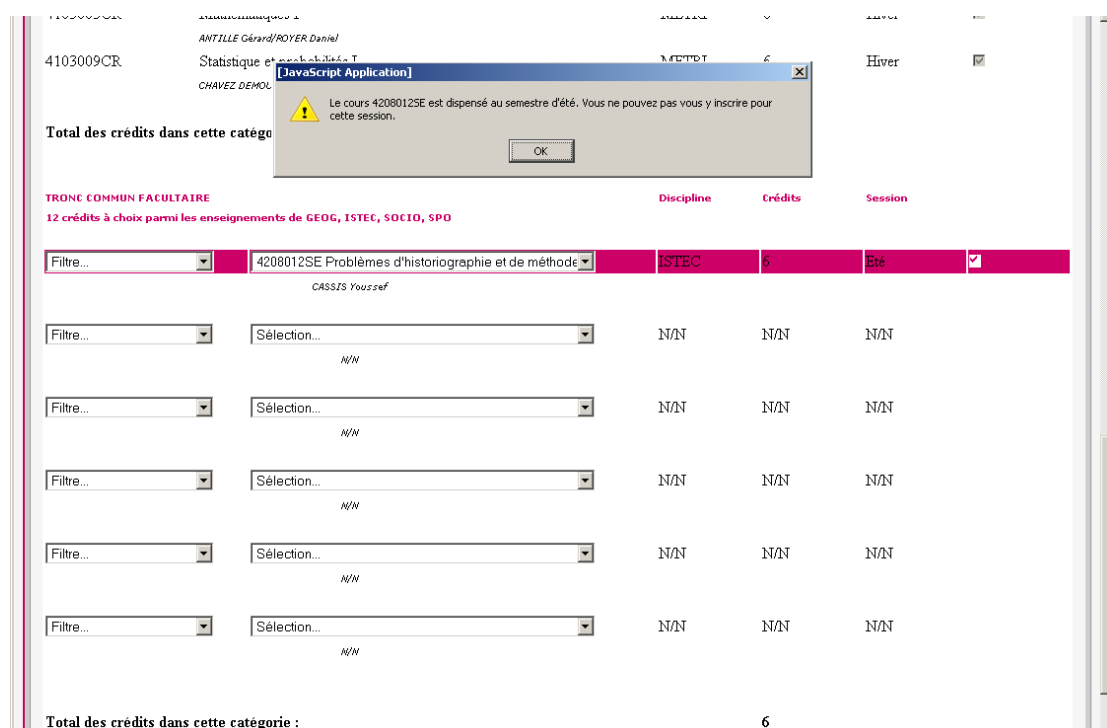 ANTILLE Gérard/ROYER Daniel
4103009CR Statistique et probabilités I METRI 6 Hiver
CHAVEZ DEMOU
[JavaScript Application]
Le cours 4208012SE est dispensé au semestre d'été. Vous ne pouvez pas vous y inscrire pour
cette session.
OK
Total des crédits dans cette catégo
TRONC COMMUN FACULTAIRE Discipline Crédits Session
12 crédits à choix parmi les enseignements de GEOG, ISTEC, SOCIO, SPO
Filtre... 4208012SE Problèmes d'historiographie et de méthode ISTEC 6 Eté
CASSIS Youssef
Filtre... Sélection... N/N N/N N/N
N/N
Filtre... Sélection... N/N N/N N/N
N/N
Filtre... Sélection... N/N N/N N/N
N/N
Filtre... Sélection... N/N N/N N/N
N/N
Filtre... Sélection... N/N N/N N/N
N/N
Total des crédits dans cette catégorie : 6